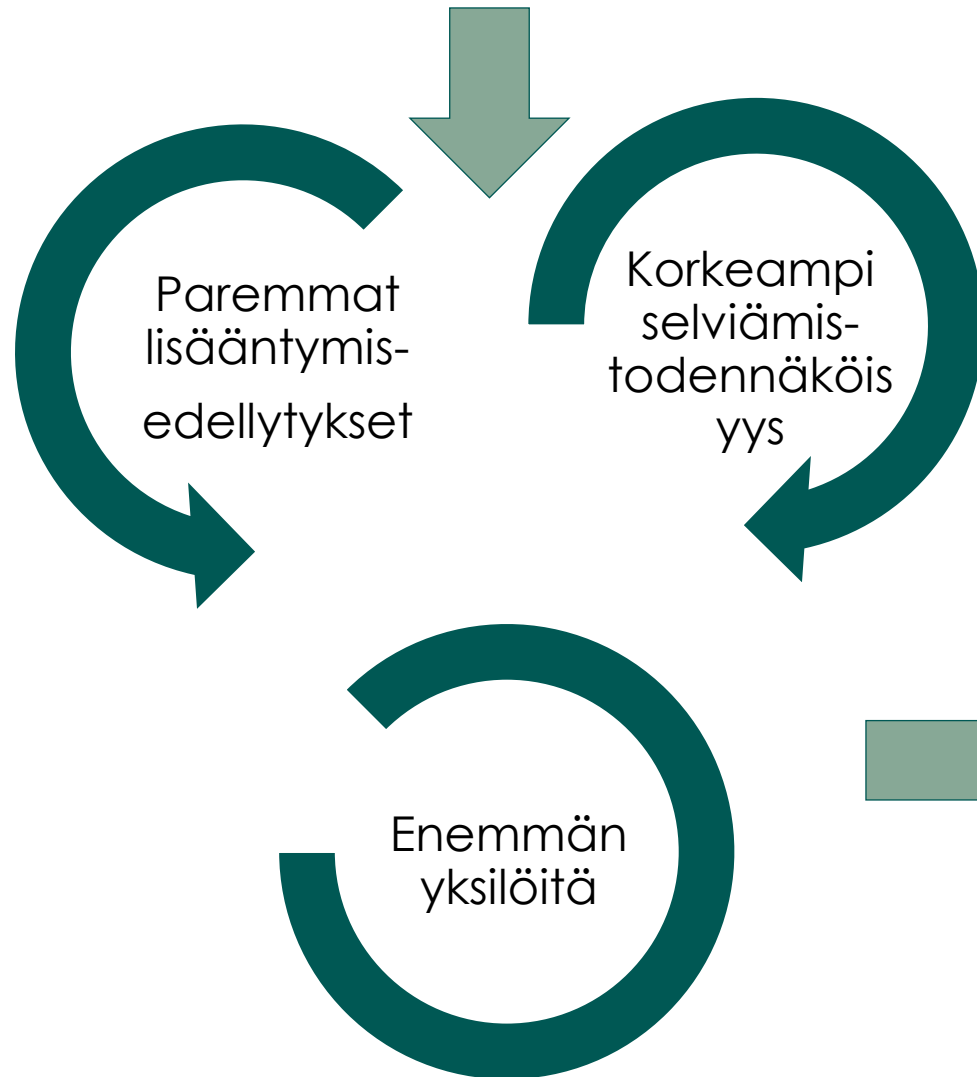 Paremmat
lisääntymis-
edellytykset
Korkeampi
selviämis-
todennäköis
yys
Enemmän
yksilöitä